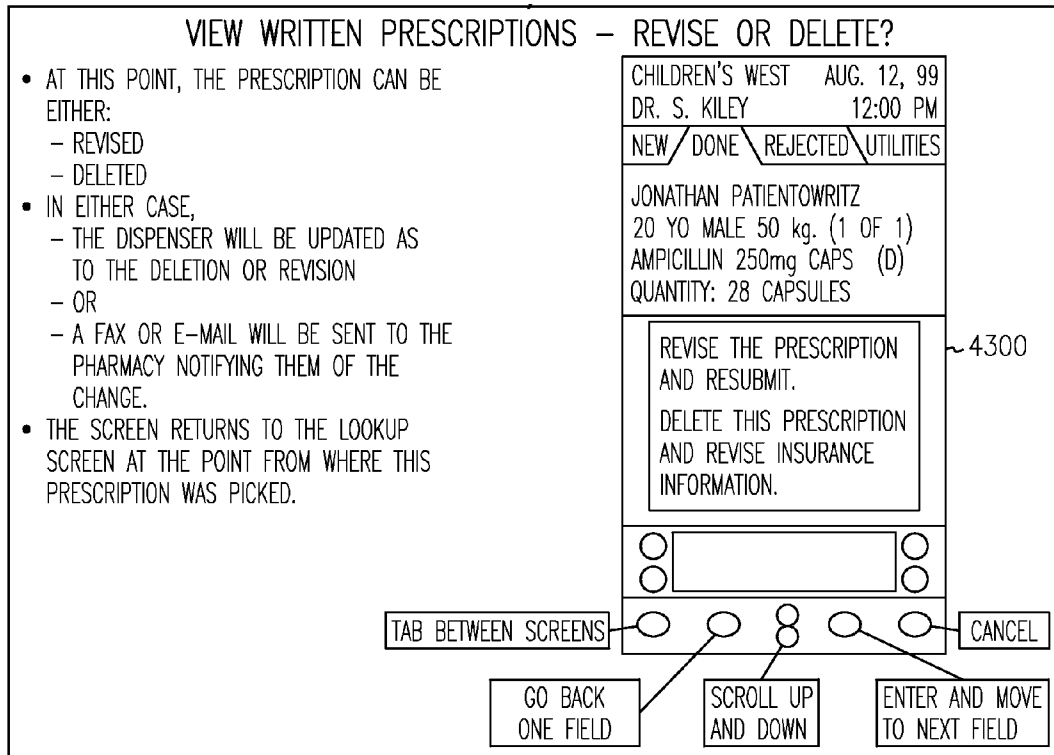 VIEW WRITTEN PRESCRIPTIONS – REVISE OR DELETE?
• AT THIS POINT, THE PRESCRIPTION CAN BE
EITHER:
– REVISED
– DELETED
• IN EITHER CASE,
– THE DISPENSER WILL BE UPDATED AS
TO THE DELETION OR REVISION
– OR
– A FAX OR E–MAIL WILL BE SENT TO THE
PHARMACY NOTIFYING THEM OF THE
CHANGE.
• THE SCREEN RETURNS TO THE LOOKUP
SCREEN AT THE POINT FROM WHERE THIS
PRESCRIPTION WAS PICKED.
CHILDREN'S WEST AUG. 12, 99
DR. S. KILEY 12:00 PM
NEW DONE REJECTED UTILITIES
JONATHAN PATIENTOWRITZ
20 YO MALE 50 kg. (1 OF 1)
AMPICILLIN 250mg CAPS (D)
QUANTITY: 28 CAPSULES
REVISE THE PRESCRIPTION
AND RESUBMIT.
DELETE THIS PRESCRIPTION
AND REVISE INSURANCE
INFORMATION.
4300
TAB BETWEEN SCREENS
CANCEL
GO BACK
ONE FIELD
SCROLL UP
AND DOWN
ENTER AND MOVE
TO NEXT FIELD